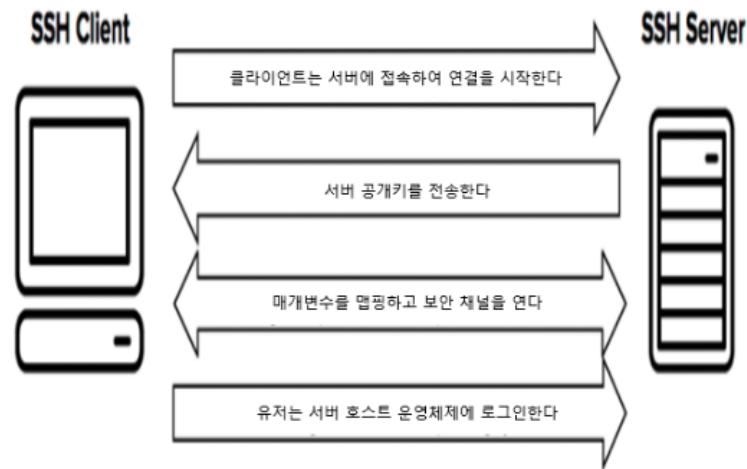 SSH Client
SSH Server
클라이언트는 서버에 접속하여 연결을 시작한다
서버 공개키를 전송한다
매개변수를 맵핑하고 보안 채널을 연다
유저는 서버 호스트 운영체제에 로그인한다